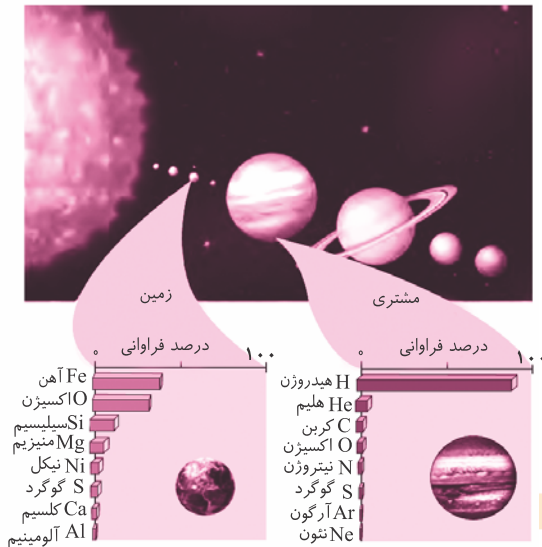 زمین
مشتری
درصد فراوانی
۰
۱۰۰
Fe آهن
O اکسیژن
Si سیلیسیم
Mg منیزیم
Ni نیکل
S گوگرد
Ca کلسیم
Al آلومینیم
درصد فراوانی
۰
۱۰۰
H هیدروژن
He هلیم
C کربن
O اکسیژن
N نیتروژن
S گوگرد
Ar آرگون
Ne نئون